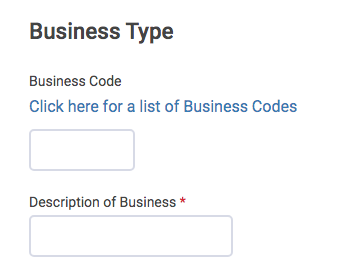 Business Type
Business Code
Click here for a list of Business Codes
Description of Business *